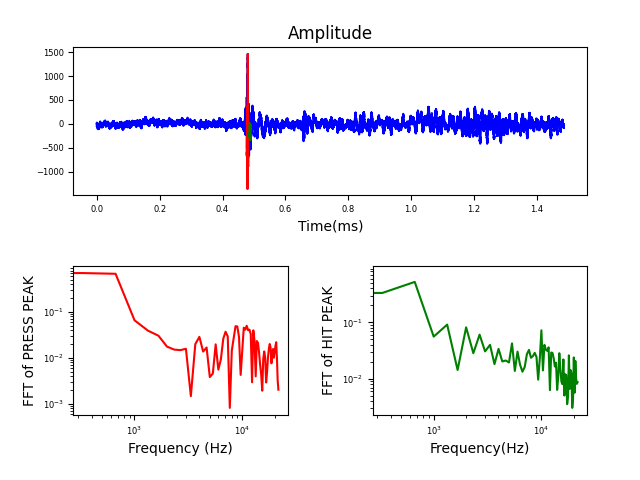 Amplitude
1500
1000
500
0
−500
−1000
0.0 0.2 0.4 0.6 0.8 1.0 1.2 1.4
Time(ms)
FFT of PRESS PEAK
10⁻¹
10⁻²
10⁻³
10³ 10⁴
Frequency (Hz)
FFT of HIT PEAK
10⁻¹
10⁻²
10³ 10⁴
Frequency(Hz)